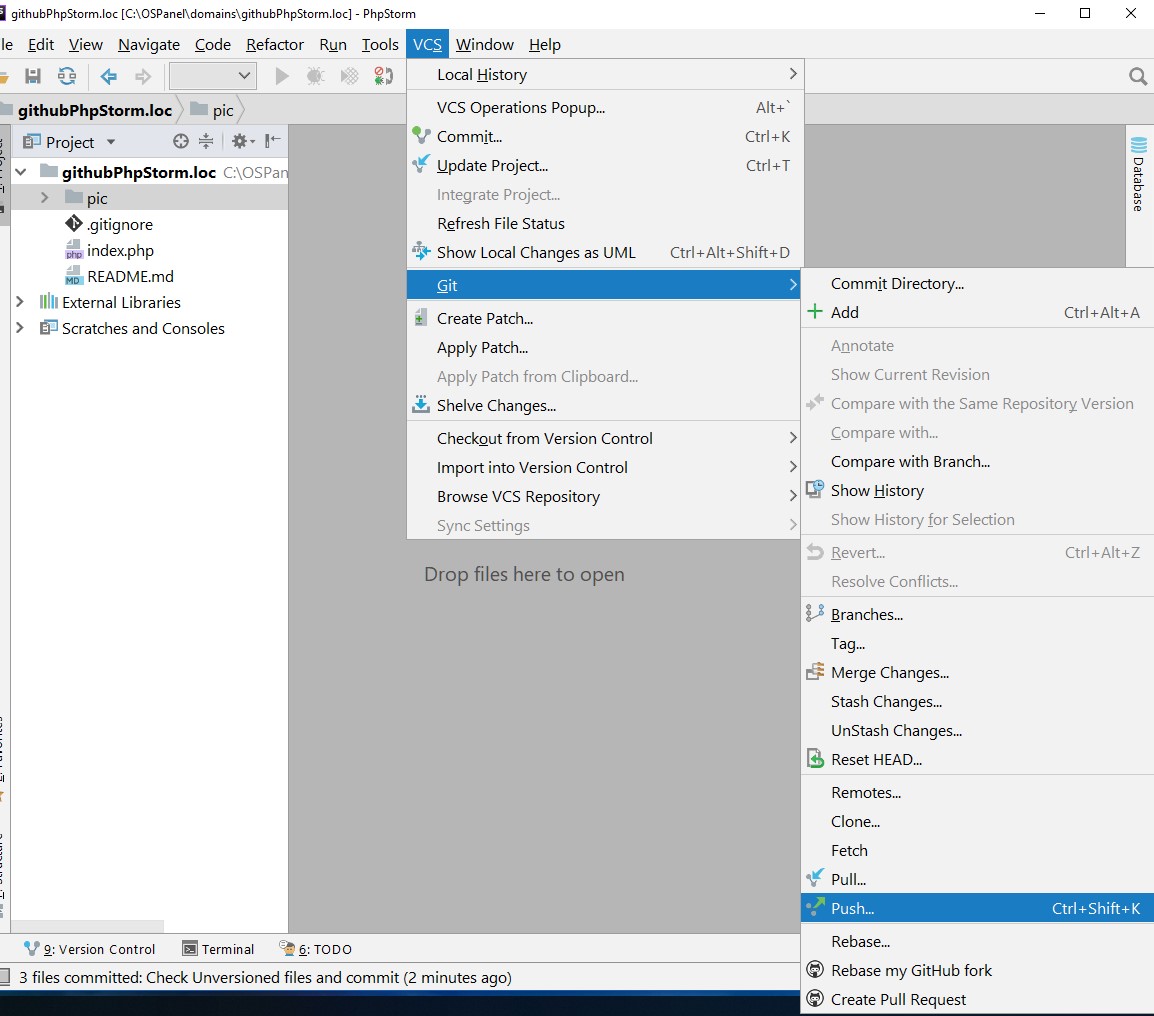 githubPhpStorm.loc [C:\OSPanel\domains\githubPhpStorm.loc] - PhpStorm
le Edit View Navigate Code Refactor Run Tools VCS Window Help
githubPhpStorm.loc pic
Project
githubPhpStorm.loc C:\OSPan
pic
.gitignore
index.php
README.md
External Libraries
Scratches and Consoles
Local History
VCS Operations Popup... Alt+`
Commit... Ctrl+K
Update Project... Ctrl+T
Integrate Project...
Refresh File Status
Show Local Changes as UML Ctrl+Alt+Shift+D
Git
Create Patch...
Apply Patch...
Apply Patch from Clipboard...
Shelve Changes...
Checkout from Version Control
Import into Version Control
Browse VCS Repository
Sync Settings
Drop files here to open
Database
Commit Directory...
Add Ctrl+Alt+A
Annotate
Show Current Revision
Compare with the Same Repository Version
Compare with...
Compare with Branch...
Show History
Show History for Selection
Revert... Ctrl+Alt+Z
Resolve Conflicts...
Branches...
Tag...
Merge Changes...
Stash Changes...
UnStash Changes...
Reset HEAD...
Remotes...
Clone...
Fetch
Pull...
Push... Ctrl+Shift+K
Rebase...
Rebase my GitHub fork
Create Pull Request
9: Version Control Terminal 6: TODO
3 files committed: Check Unversioned files and commit (2 minutes ago)